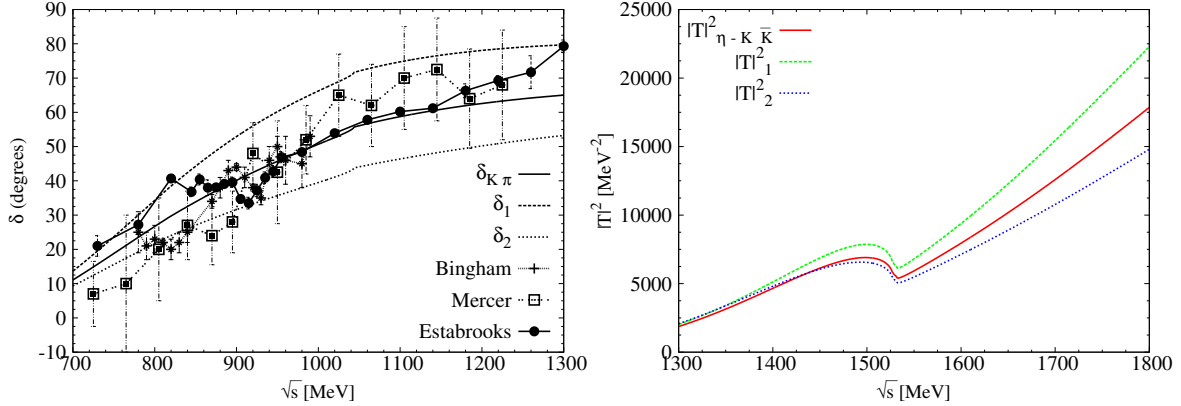 δ (degrees)
90
80
70
60
50
40
30
20
10
0
-10
700
800
900
1000
1100
1200
1300
√s [MeV]
δ_{K π}
δ_1
δ_2
Bingham
Mercer
Estabrooks
|T|^2 [MeV^{-2}]
25000
20000
15000
10000
5000
0
1300
1400
1500
1600
1700
1800
√s [MeV]
|T|^2_{η - K K̅}
|T|^2_1
|T|^2_2